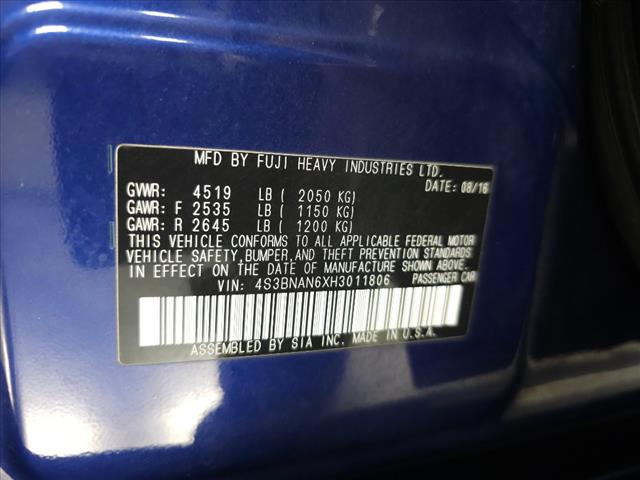 MFD BY FUJI HEAVY INDUSTRIES LTD.
DATE: 08/16
GVWR: 4519 LB ( 2050 KG)
GAWR: F 2535 LB ( 1150 KG)
GAWR: R 2645 LB ( 1200 KG)
THIS VEHICLE CONFORMS TO ALL APPLICABLE FEDERAL MOTOR
VEHICLE SAFETY, BUMPER, AND THEFT PREVENTION STANDARDS
IN EFFECT ON THE DATE OF MANUFACTURE SHOWN ABOVE.
VIN: 4S3BNAN6XH3011806 PASSENGER CAR
ASSEMBLED BY SIA INC. MADE IN U.S.A.